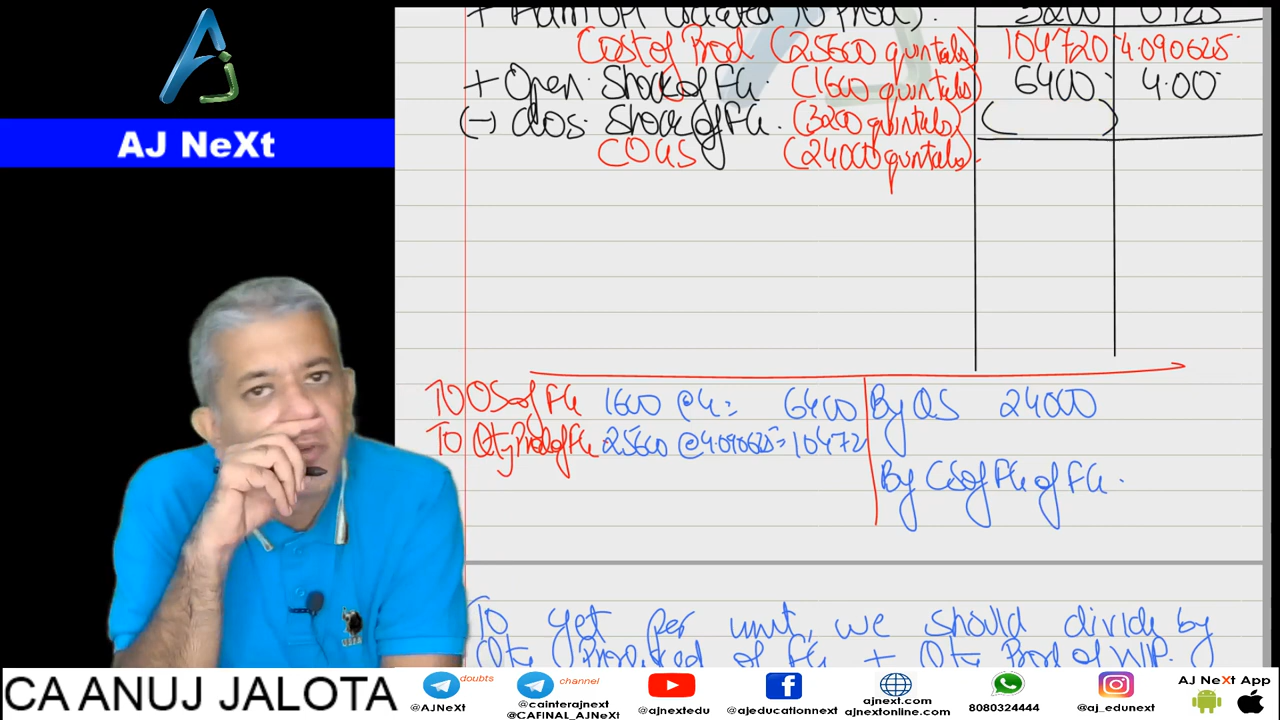 Cost of Prod (25600 quintals) 104720 4.090625
+ Open. Stock of FG. (1600 quintals) 6400 4.00
(-) Clos. Stock of FG. (3200 quintals) ( )
COGS (24000 quintals).
AJ NeXt
To OS of FG 1600 @4= 6400 By QS 24000
To Qty Prod of FG. 25600 @4.090625= 10472
By CS of FG of FG.
To get per unit, we should divide by
Qty Produced of FG + Qty Prod of WIP.
CA ANUJ JALOTA
doubts
@AJNeXt
channel
@cainterajnext
@CAFINAL_AJNeXt
@ajnextedu
@ajeducationnext
ajnext.com
ajnextonline.com
8080324444
@aj_edunext
AJ NeXt App